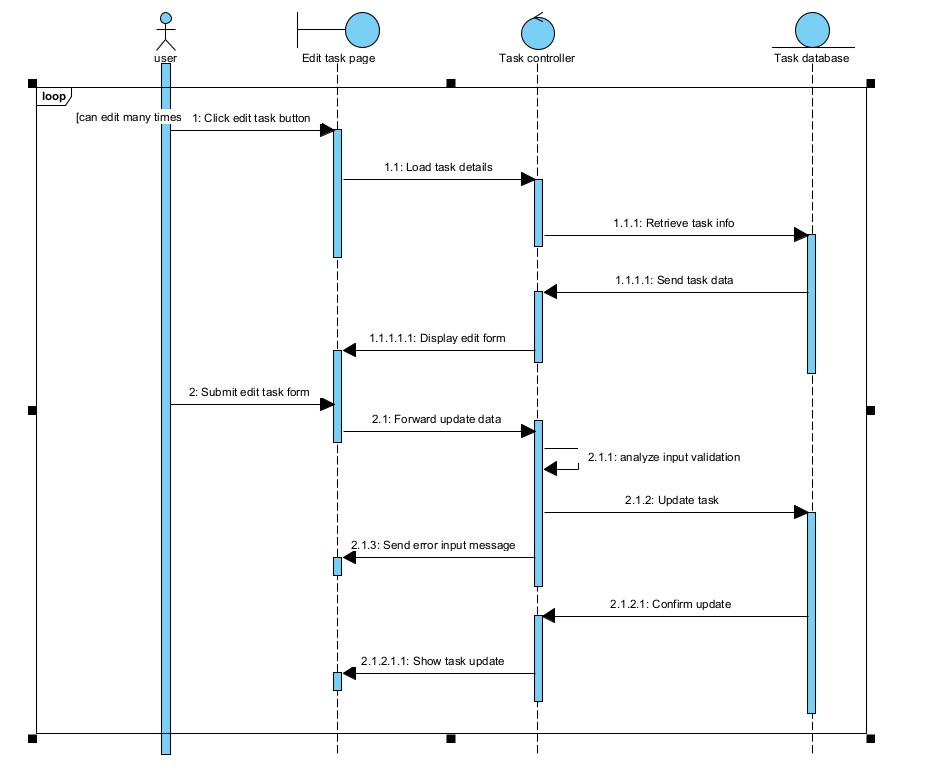 user
Edit task page
Task controller
Task database
loop
[can edit many times
1: Click edit task button
1.1: Load task details
1.1.1: Retrieve task info
1.1.1.1: Send task data
1.1.1.1.1: Display edit form
2: Submit edit task form
2.1: Forward update data
2.1.1: analyze input validation
2.1.2: Update task
2.1.3: Send error input message
2.1.2.1: Confirm update
2.1.2.1.1: Show task update